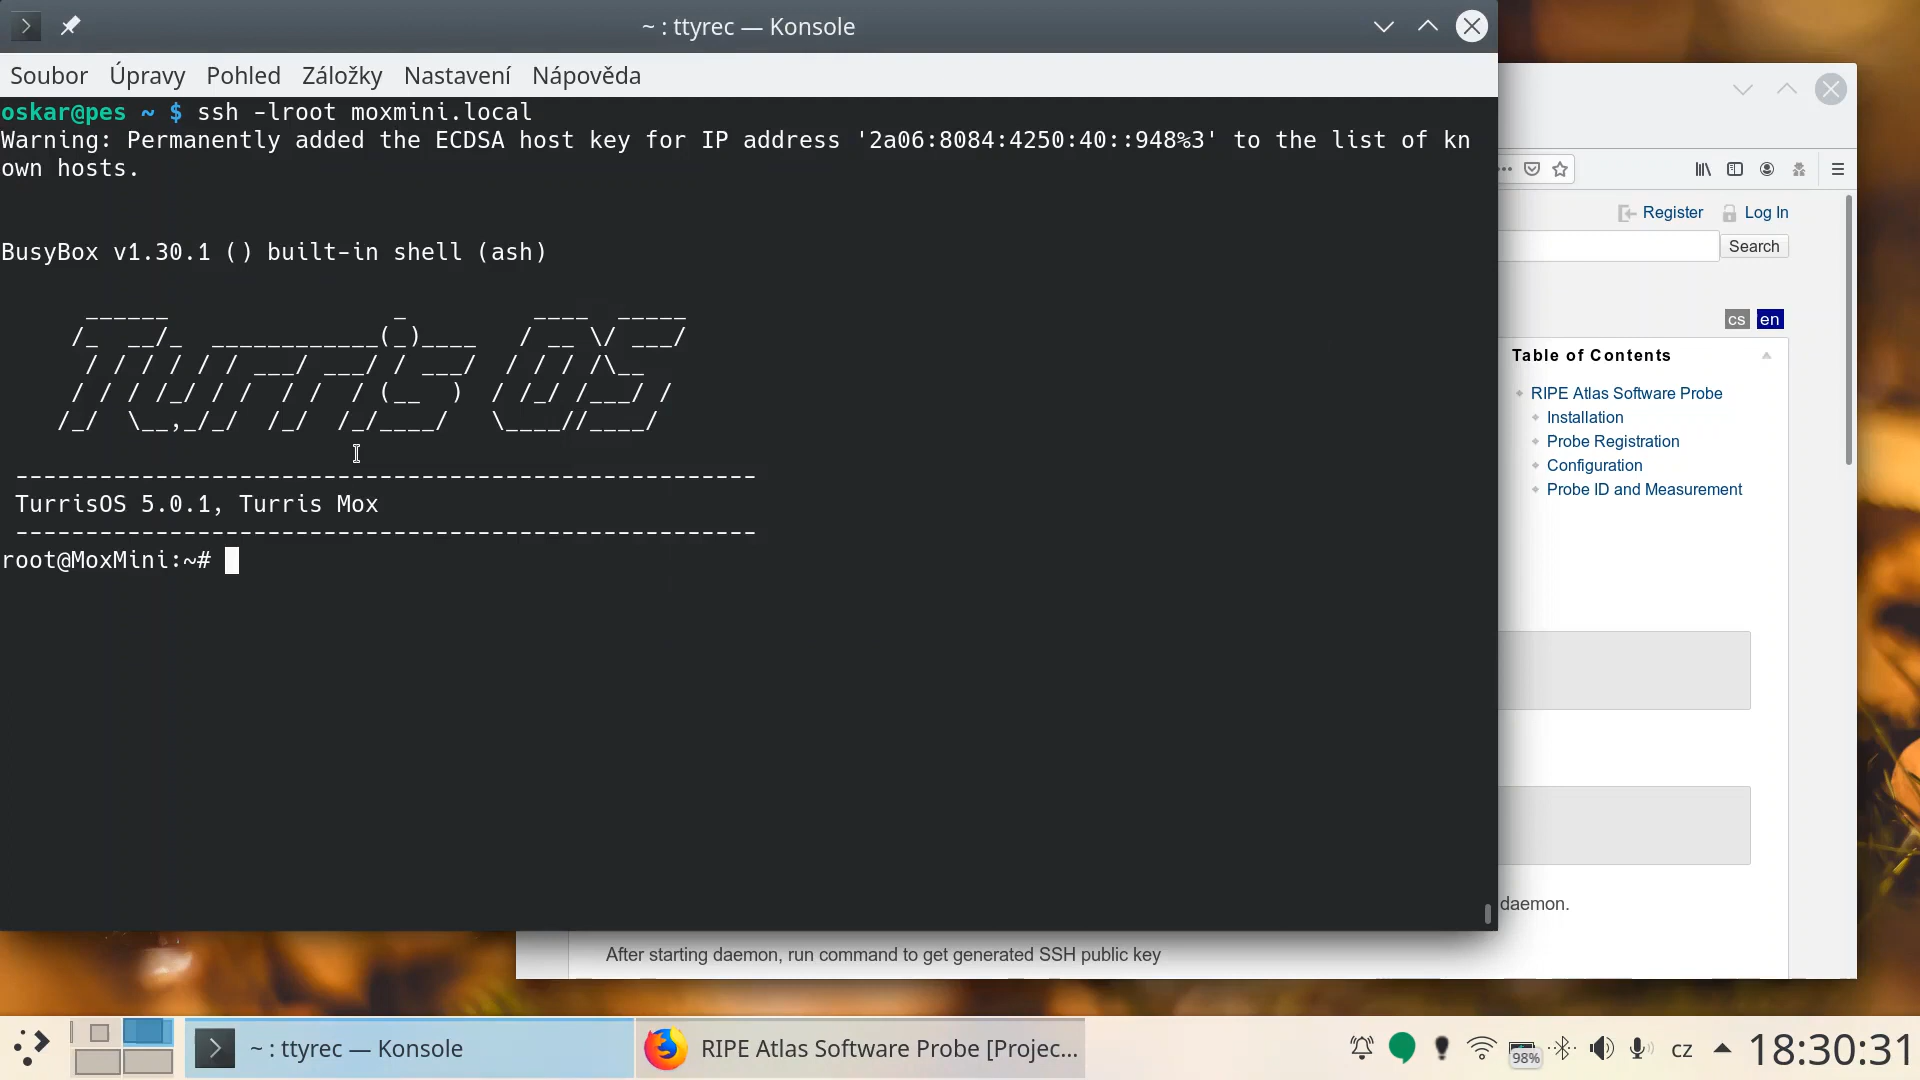 ~ : ttyrec — Konsole
Soubor Úpravy Pohled Záložky Nastavení Nápověda
oskar@pes ~ $ ssh -lroot moxmini.local
Warning: Permanently added the ECDSA host key for IP address '2a06:8084:4250:40::948%3' to the list of kn
own hosts.
BusyBox v1.30.1 () built-in shell (ash)
Turris OS
TurrisOS 5.0.1, Turris Mox
root@MoxMini:~#
Register Log In
Search
cs en
Table of Contents
RIPE Atlas Software Probe
Installation
Probe Registration
Configuration
Probe ID and Measurement
daemon.
After starting daemon, run command to get generated SSH public key
~ : ttyrec — Konsole
RIPE Atlas Software Probe [Projec...
98%
cz
18:30:31